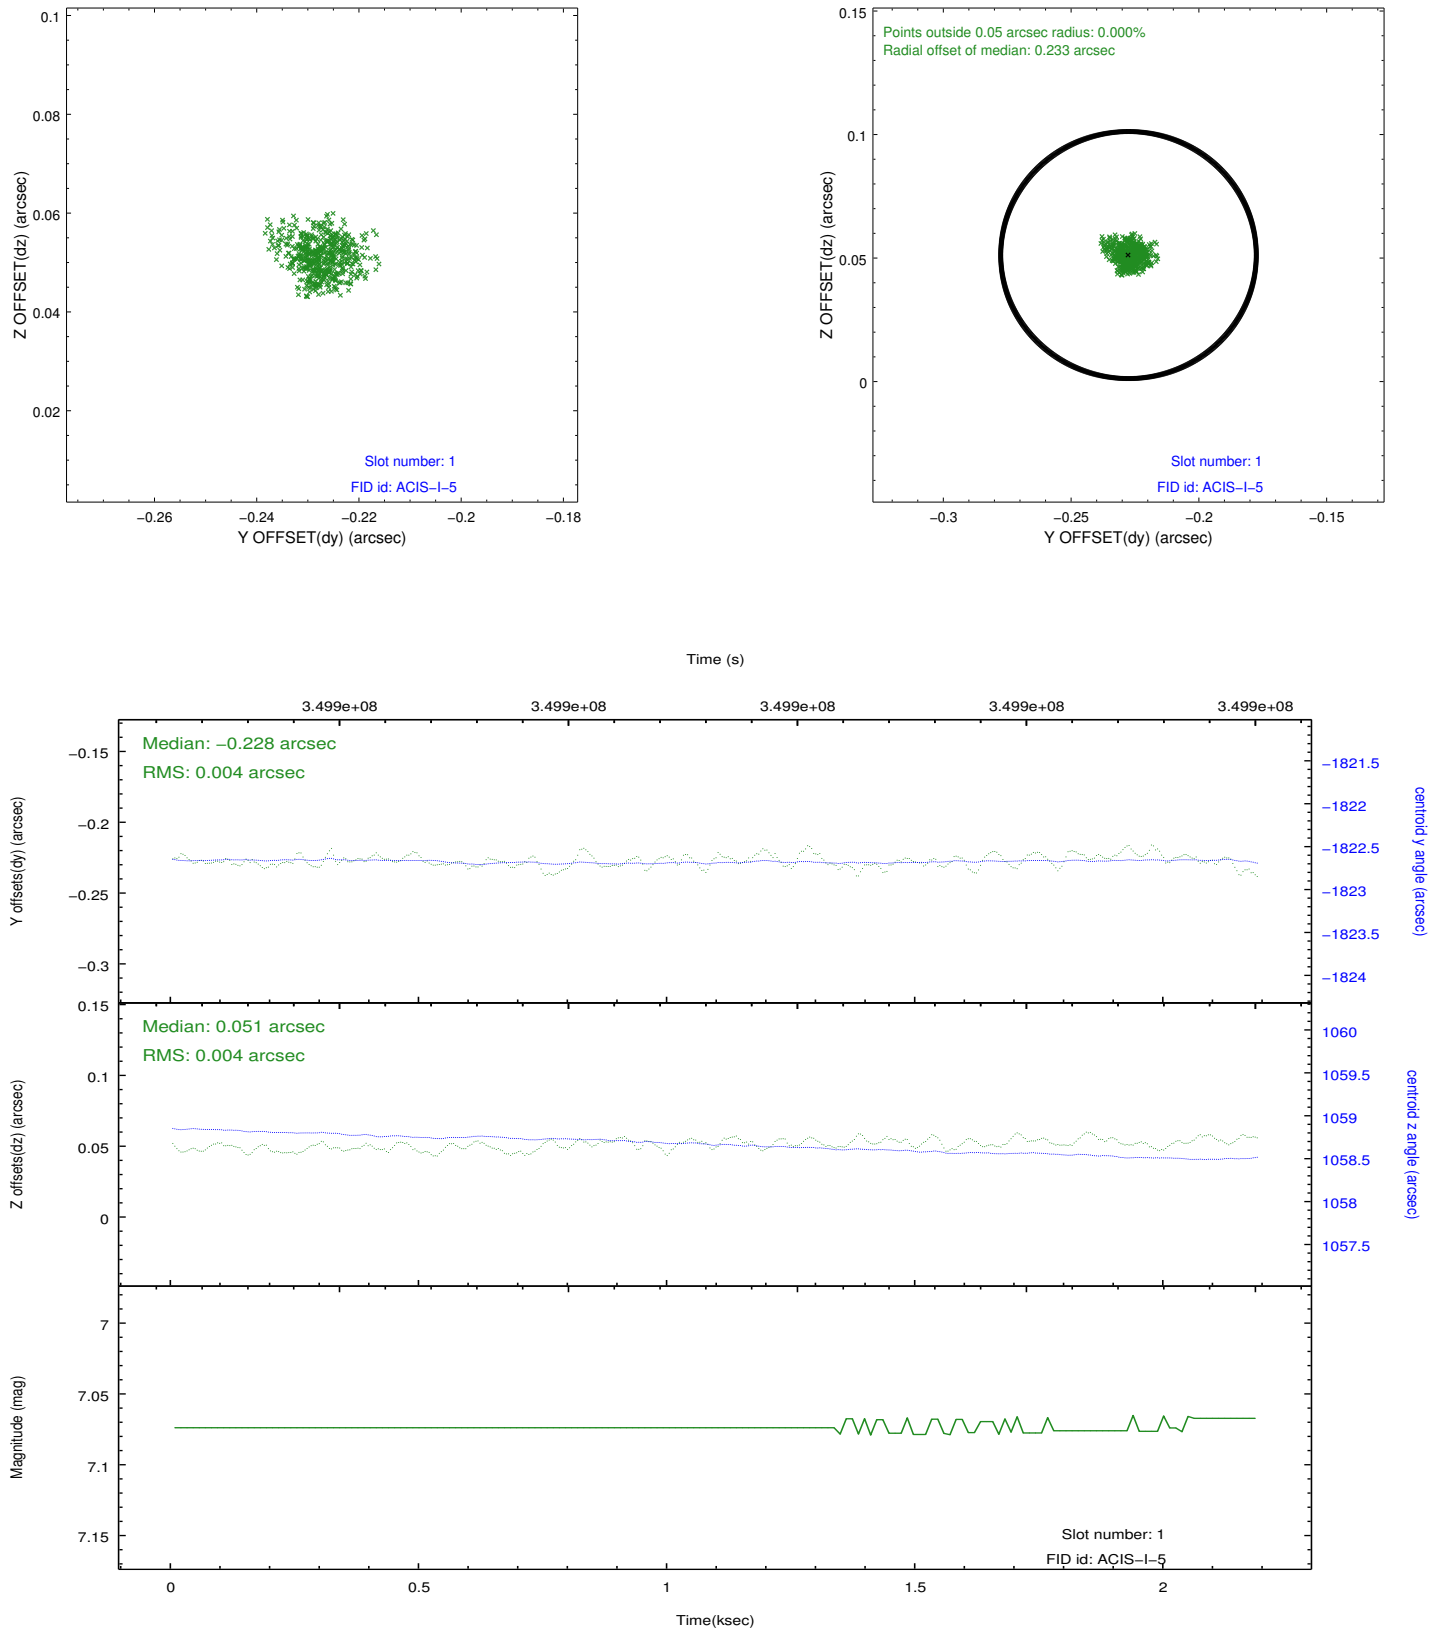 0.1
0.08
0.06
0.04
0.02
Z OFFSET(dz) (arcsec)
Slot number: 1
FID id: ACIS−I−5
−0.26
−0.24
−0.22
−0.2
−0.18
Y OFFSET(dy) (arcsec)
0.15
0.1
0.05
0
Z OFFSET(dz) (arcsec)
Points outside 0.05 arcsec radius: 0.000%
Radial offset of median: 0.233 arcsec
Slot number: 1
FID id: ACIS−I−5
−0.3
−0.25
−0.2
−0.15
Y OFFSET(dy) (arcsec)
Time (s)
3.499e+08
3.499e+08
3.499e+08
3.499e+08
3.499e+08
Median: −0.228 arcsec
RMS: 0.004 arcsec
−0.15
−0.2
−0.25
−0.3
Y offsets(dy) (arcsec)
−1821.5
−1822
−1822.5
−1823
−1823.5
−1824
centroid y angle (arcsec)
Median: 0.051 arcsec
RMS: 0.004 arcsec
0.15
0.1
0.05
0
Z offsets(dz) (arcsec)
1060
1059.5
1059
1058.5
1058
1057.5
centroid z angle (arcsec)
7
7.05
7.1
7.15
Magnitude (mag)
Slot number: 1
FID id: ACIS−I−5
0
0.5
1
1.5
2
Time(ksec)